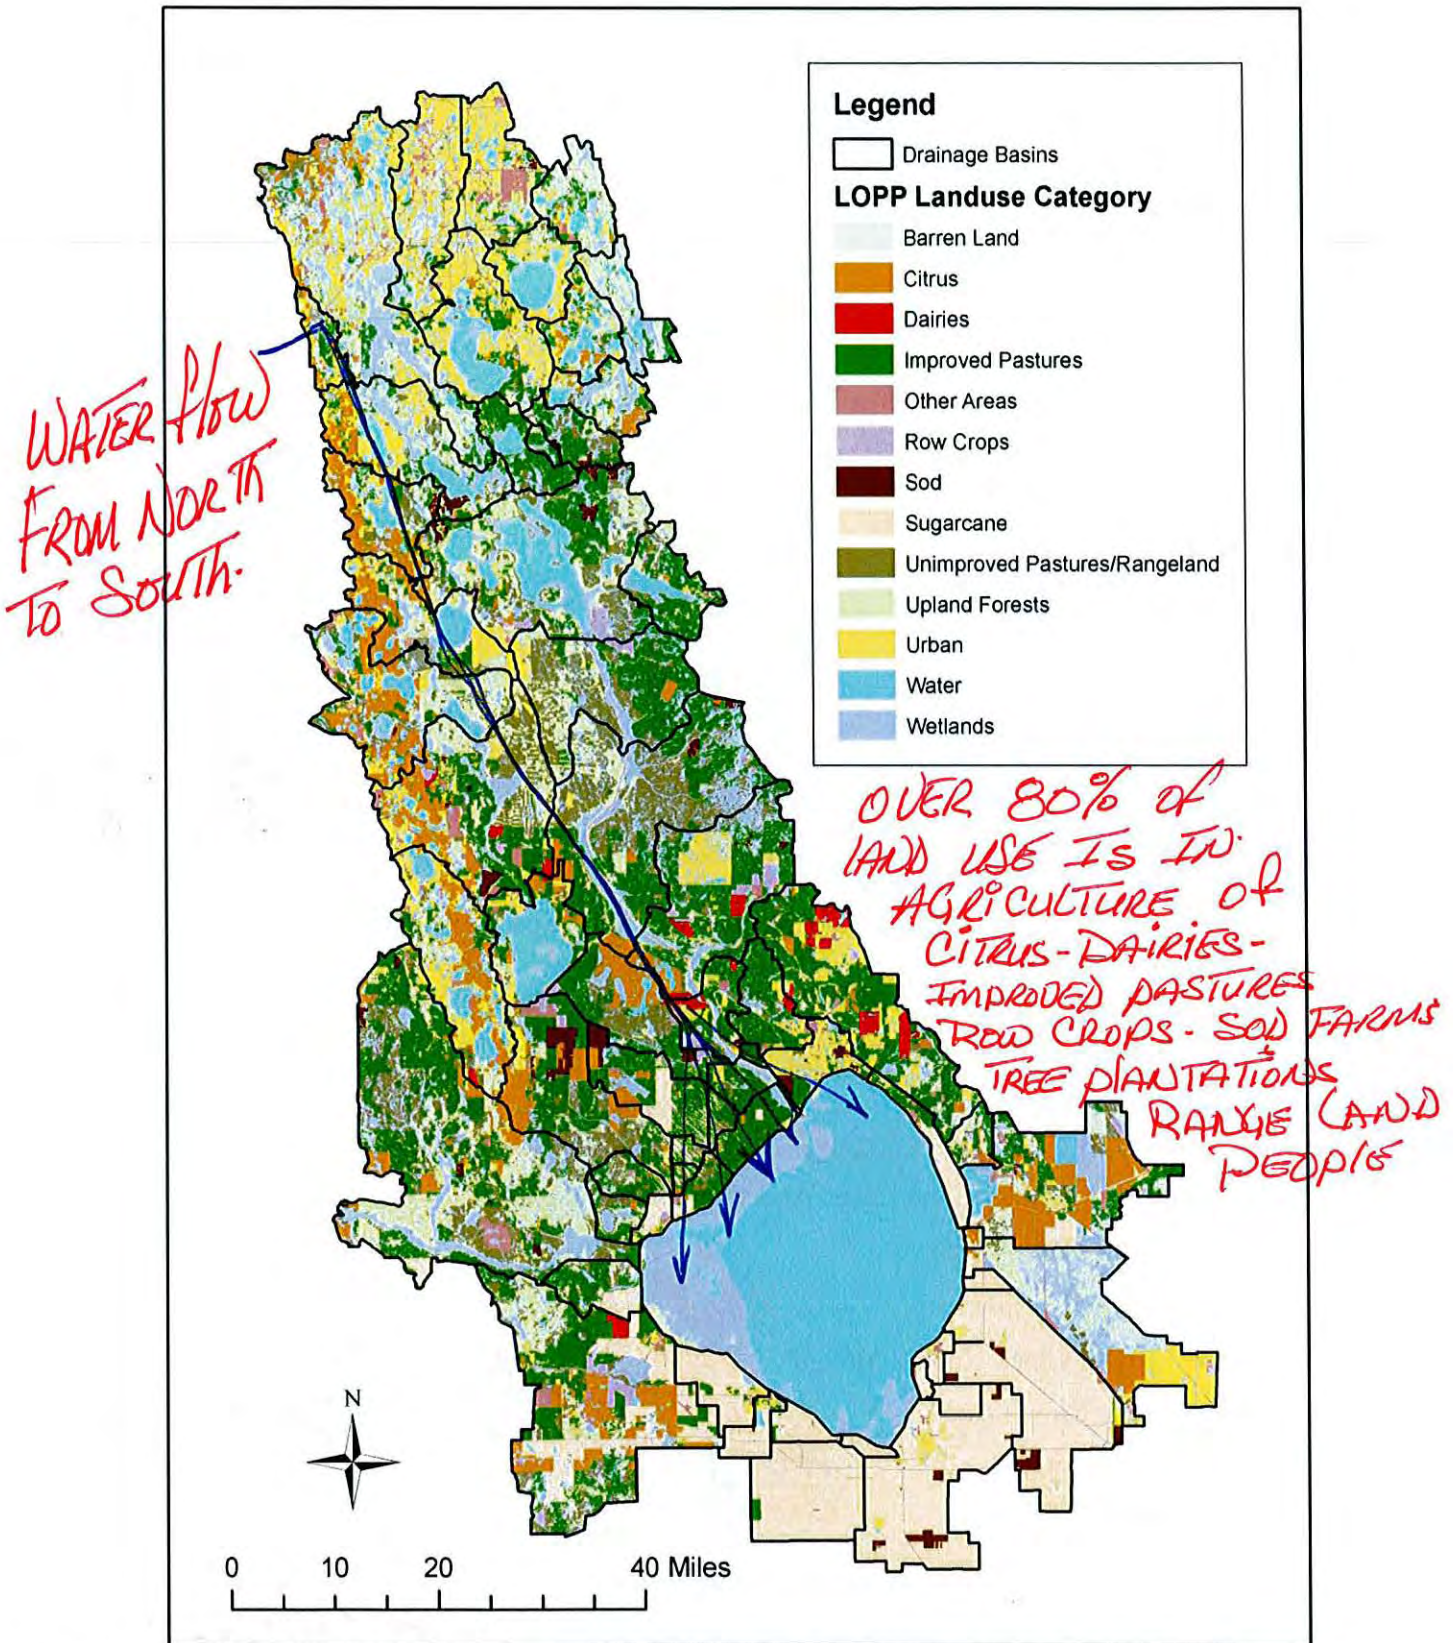 Legend
Drainage Basins
LOPP Landuse Category
Barren Land
Citrus
Dairies
Improved Pastures
Other Areas
Row Crops
Sod
Sugarcane
Unimproved Pastures/Rangeland
Upland Forests
Urban
Water
Wetlands
WATER flow
FROM NORTH
TO SOUTH.
OVER 80% of
LAND USE IS IN
AGRICULTURE OF
CITRUS-DAIRIES-
IMPROVED PASTURES
ROW CROPS - SOD FARMS
TREE PLANTATIONS
RANGE LAND
PEOPLE
N
0 10 20 40 Miles